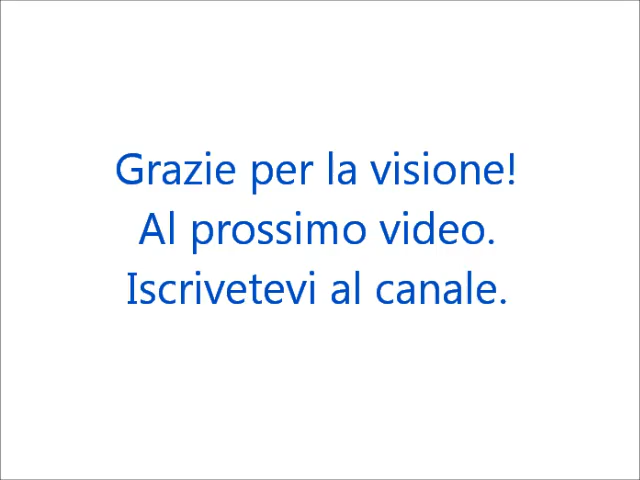 Grazie per la visione!
Al prossimo video.
Iscrivetevi al canale.